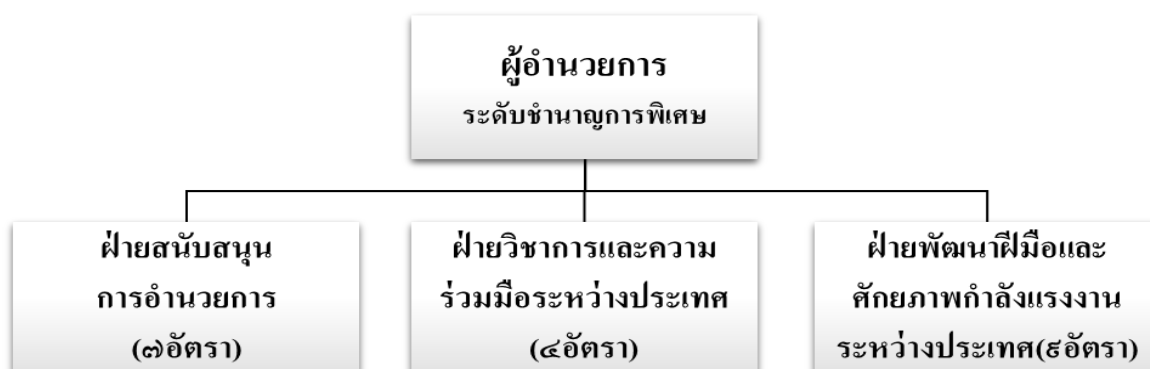 ผู้อำนวยการ
ระดับชำนาญการพิเศษ
ฝ่ายสนับสนุน
การอำนวยการ
(๗อัตรา)
ฝ่ายวิชาการและความ
ร่วมมือระหว่างประเทศ
(๔อัตรา)
ฝ่ายพัฒนาฝีมือและ
ศักยภาพกำลังแรงงาน
ระหว่างประเทศ(๕อัตรา)